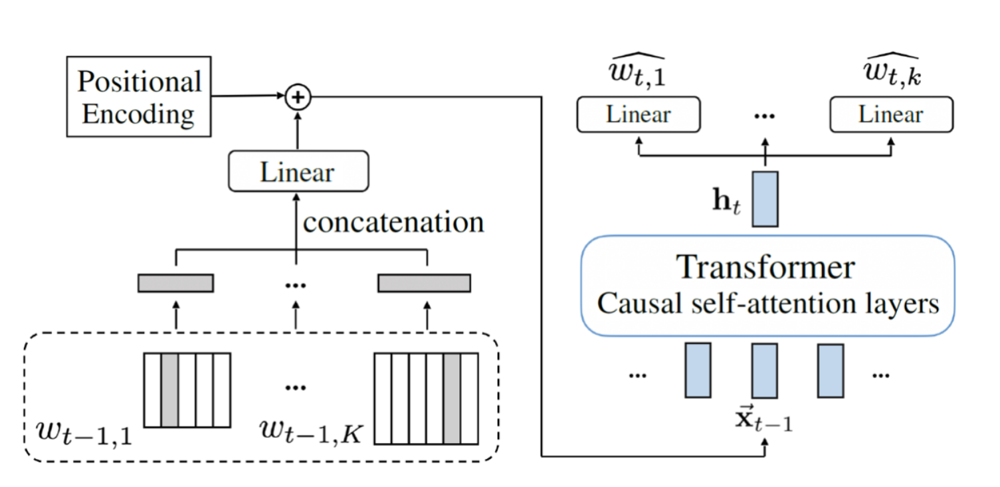 Positional
Encoding
+
Linear
concatenation
...
...
w_{t-1,1}
w_{t-1,K}
\widehat{w_{t,1}}
\widehat{w_{t,k}}
Linear
...
Linear
h_t
Transformer
Causal self-attention layers
...
...
\vec{x}_{t-1}